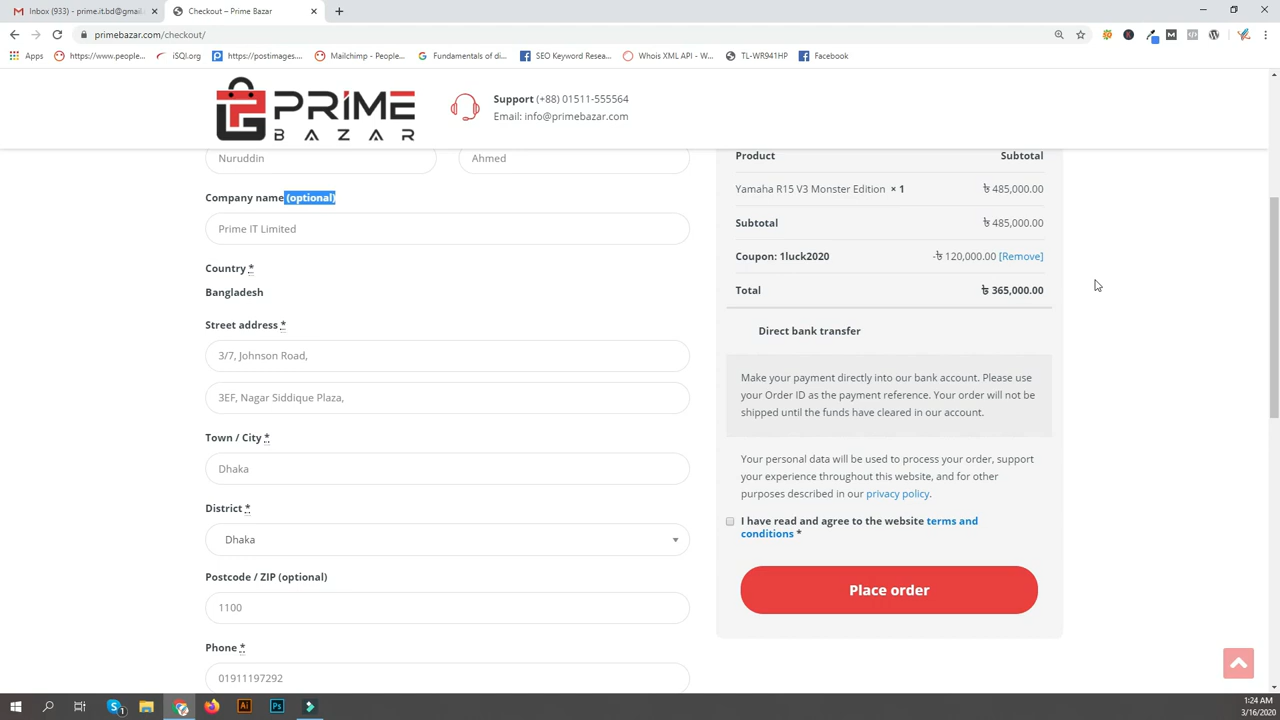 Inbox (933) - prime.it.bd@gmail.
Checkout – Prime Bazar
primebazar.com/checkout/
Apps
https://www.people...
iSQI.org
https://postimages....
Mailchimp - People...
Fundamentals of di...
SEO Keyword Resea...
Whois XML API - W...
TL-WR941HP
Facebook
PRIME
BAZAR
Support (+88) 01511-555564
Email: info@primebazar.com
Nuruddin
Ahmed
Company name (optional)
Prime IT Limited
Country *
Bangladesh
Street address *
3/7, Johnson Road,
3EF, Nagar Siddique Plaza,
Town / City *
Dhaka
District *
Dhaka
Postcode / ZIP (optional)
1100
Phone *
01911197292
Product Subtotal
Yamaha R15 V3 Monster Edition × 1 ৳ 485,000.00
Subtotal ৳ 485,000.00
Coupon: 1luck2020 -৳ 120,000.00 [Remove]
Total ৳ 365,000.00
Direct bank transfer
Make your payment directly into our bank account. Please use
your Order ID as the payment reference. Your order will not be
shipped until the funds have cleared in our account.
Your personal data will be used to process your order, support
your experience throughout this website, and for other
purposes described in our privacy policy.
I have read and agree to the website terms and
conditions *
Place order
1:24 AM
3/16/2020